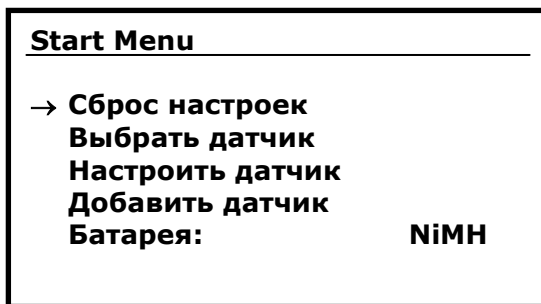 Start Menu
→ Сброс настроек
Выбрать датчик
Настроить датчик
Добавить датчик
Батарея: NiMH